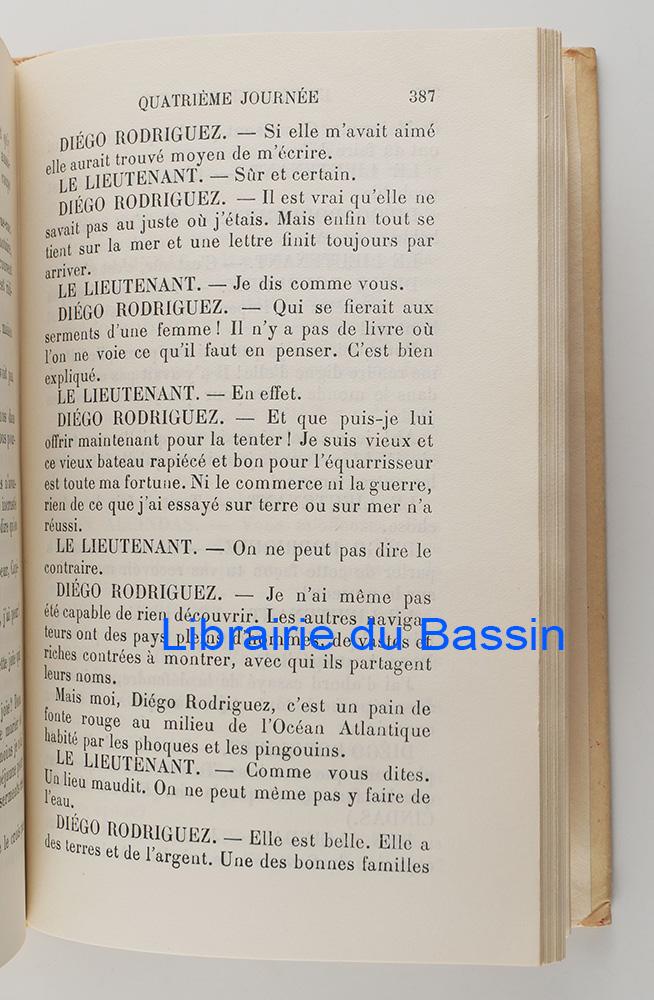 QUATRIÈME JOURNÉE 387
DIÉGO RODRIGUEZ. — Si elle m'avait aimé
elle aurait trouvé moyen de m'écrire.
LE LIEUTENANT. — Sûr et certain.
DIÉGO RODRIGUEZ. — Il est vrai qu'elle ne
savait pas au juste où j'étais. Mais enfin tout se
tient sur la mer et une lettre finit toujours par
arriver.
LE LIEUTENANT. — Je dis comme vous.
DIÉGO RODRIGUEZ. — Qui se fierait aux
serments d'une femme ! Il n'y a pas de livre où
l'on ne voie ce qu'il faut en penser. C'est bien
expliqué.
LE LIEUTENANT. — En effet.
DIÉGO RODRIGUEZ. — Et que puis-je lui
offrir maintenant pour la tenter ! Je suis vieux et
ce vieux bateau rapiécé et bon pour l'équarrisseur
est toute ma fortune. Ni le commerce ni la guerre,
rien de ce que j'ai essayé sur terre ou sur mer n'a
réussi.
LE LIEUTENANT. — On ne peut pas dire le
contraire.
DIÉGO RODRIGUEZ. — Je n'ai même pas
été capable de rien découvrir. Les autres naviga-
teurs ont des pays pleins d'hommes, de vastes et
Librairie du Bassin
riches contrées à montrer, avec qui ils partagent
leurs noms.
Mais moi, Diégo Rodriguez, c'est un pain de
fonte rouge au milieu de l'Océan Atlantique
habité par les phoques et les pingouins.
LE LIEUTENANT. — Comme vous dites.
Un lieu maudit. On ne peut même pas y faire de
l'eau.
DIÉGO RODRIGUEZ. — Elle est belle. Elle a
des terres et de l'argent. Une des bonnes familles